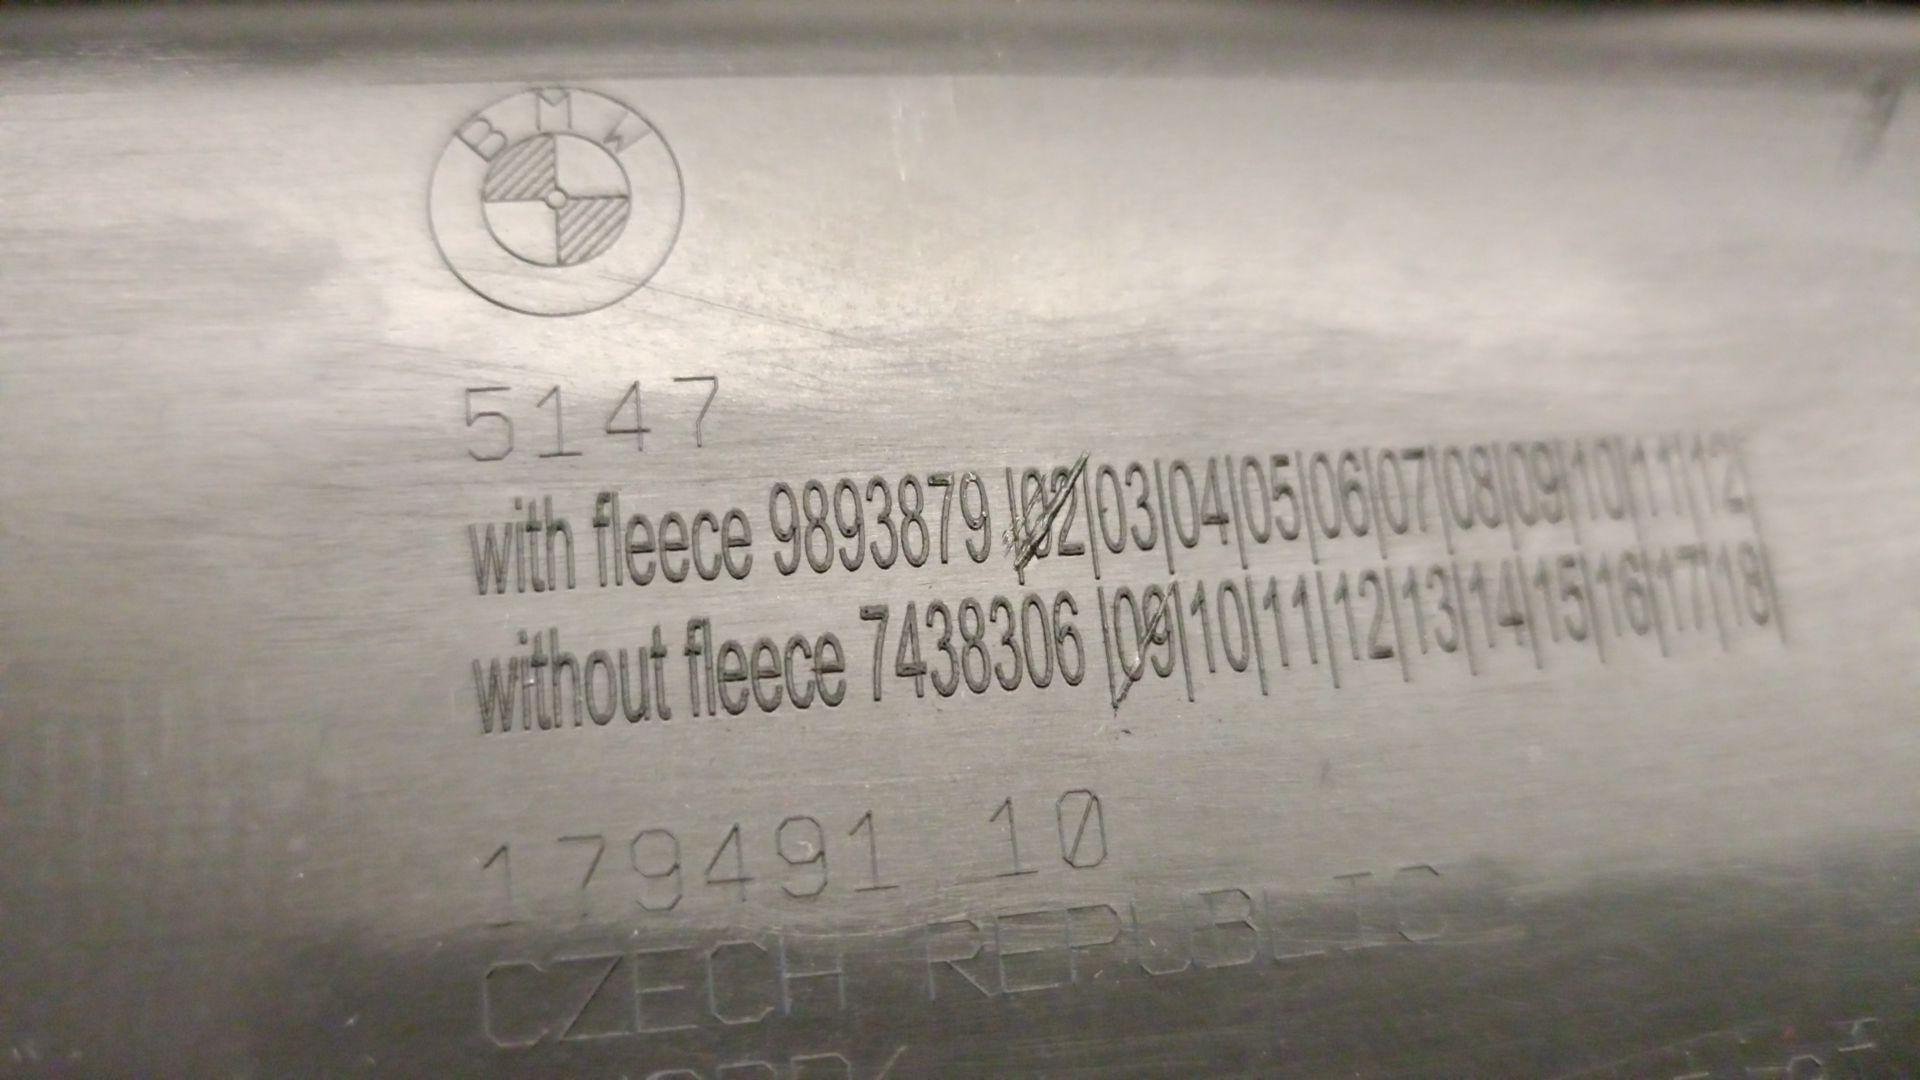 BMW
5147
with fleece 9893879 |02|03|04|05|06|07|08|09|10|11|12|
without fleece 7438306 |09|10|11|12|13|14|15|16|17|18|
179491 10
CZECH REPUBLIC